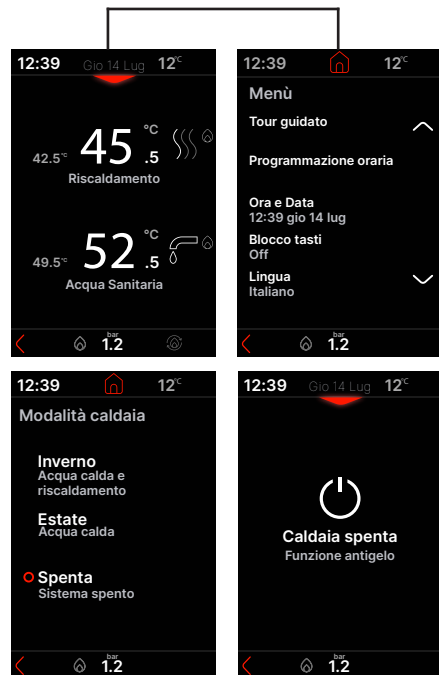 12:39 Gio 14 Lug 12°C
45.5 °C
42.5°C
Riscaldamento
52.5 °C
49.5°C
Acqua Sanitaria
bar
1.2
12:39 12°C
Menù
Tour guidato
Programmazione oraria
Ora e Data
12:39 gio 14 lug
Blocco tasti
Off
Lingua
Italiano
bar
1.2
12:39 12°C
Modalità caldaia
Inverno
Acqua calda e
riscaldamento
Estate
Acqua calda
Spenta
Sistema spento
bar
1.2
12:39 Gio 14 Lug 12°C
Caldaia spenta
Funzione antigelo
bar
1.2